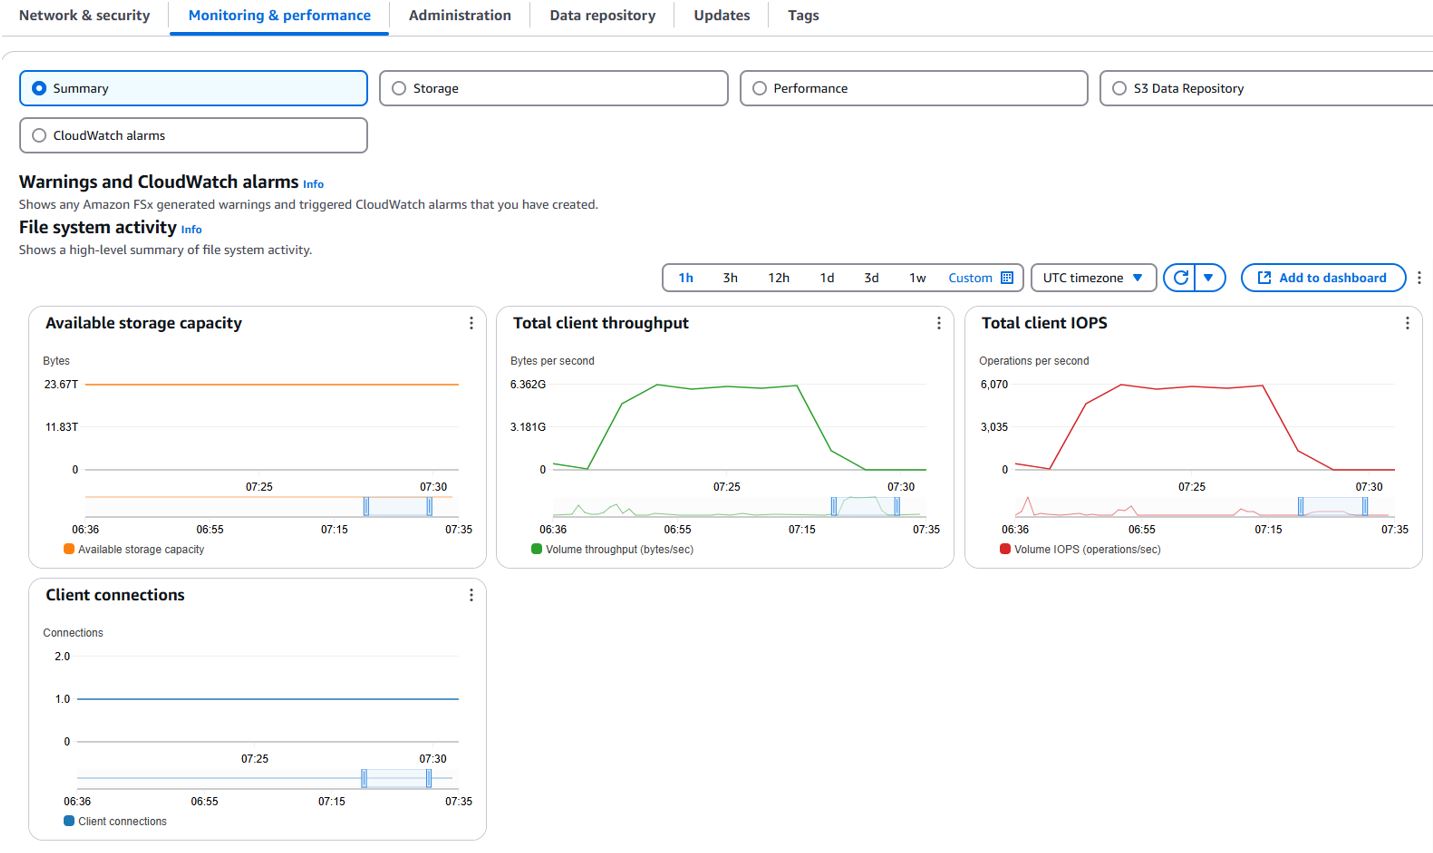 Network & security
Monitoring & performance
Administration
Data repository
Updates
Tags
Summary
Storage
Performance
S3 Data Repository
CloudWatch alarms
Warnings and CloudWatch alarms Info
Shows any Amazon FSx generated warnings and triggered CloudWatch alarms that you have created.
File system activity Info
Shows a high-level summary of file system activity.
1h 3h 12h 1d 3d 1w Custom
UTC timezone
Add to dashboard
Available storage capacity
Bytes
23.67T
11.83T
0
07:25 07:30
06:36 06:55 07:15 07:35
Available storage capacity
Total client throughput
Bytes per second
6.362G
3.181G
0
07:25 07:30
06:36 06:55 07:15 07:35
Volume throughput (bytes/sec)
Total client IOPS
Operations per second
6,070
3,035
0
07:25 07:30
06:36 06:55 07:15 07:35
Volume IOPS (operations/sec)
Client connections
Connections
2.0
1.0
0
07:25 07:30
06:36 06:55 07:15 07:35
Client connections